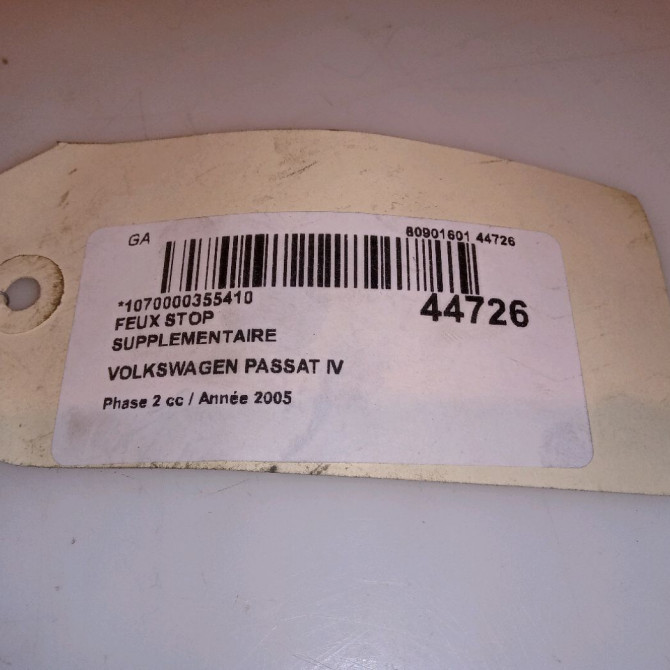 GA
80901601 44726
*1070000355410
44726
FEUX STOP
SUPPLEMENTAIRE
VOLKSWAGEN PASSAT IV
Phase 2 cc / Année 2005